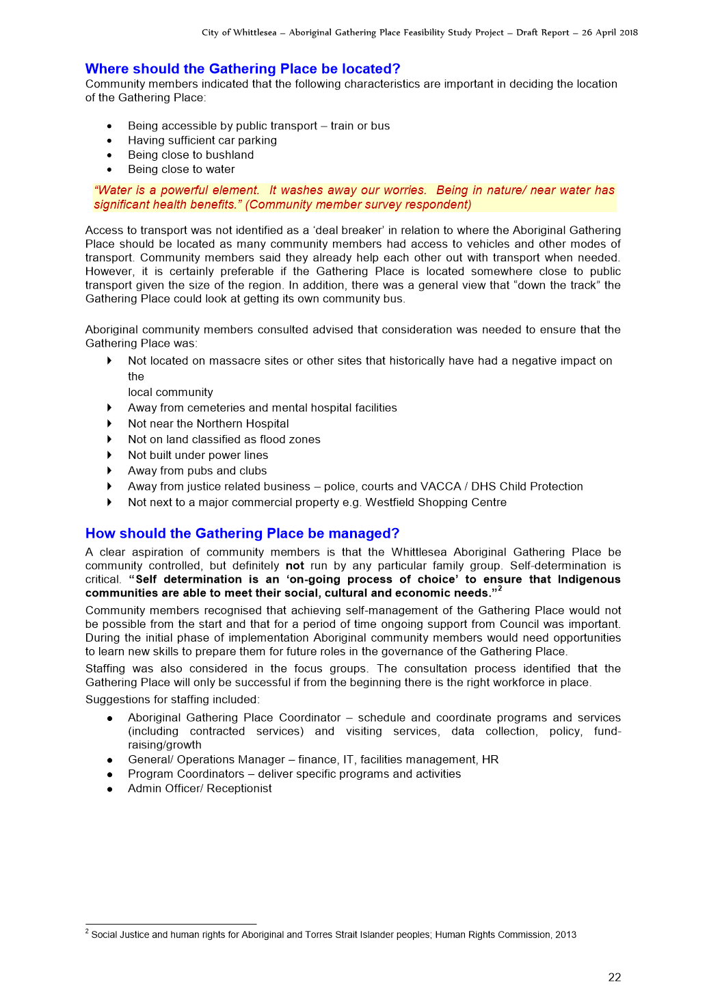 City of Whittlesea – Aboriginal Gathering Place Feasibility Study Project – Draft Report – 26 April 2018
Where should the Gathering Place be located?
Community members indicated that the following characteristics are important in deciding the location
of the Gathering Place:
• Being accessible by public transport – train or bus
• Having sufficient car parking
• Being close to bushland
• Being close to water
“Water is a powerful element. It washes away our worries. Being in nature/ near water has
significant health benefits.” (Community member survey respondent)
Access to transport was not identified as a ‘deal breaker’ in relation to where the Aboriginal Gathering
Place should be located as many community members had access to vehicles and other modes of
transport. Community members said they already help each other out with transport when needed.
However, it is certainly preferable if the Gathering Place is located somewhere close to public
transport given the size of the region. In addition, there was a general view that “down the track” the
Gathering Place could look at getting its own community bus.
Aboriginal community members consulted advised that consideration was needed to ensure that the
Gathering Place was:
Not located on massacre sites or other sites that historically have had a negative impact on
the
local community
Away from cemeteries and mental hospital facilities
Not near the Northern Hospital
Not on land classified as flood zones
Not built under power lines
Away from pubs and clubs
Away from justice related business – police, courts and VACCA / DHS Child Protection
Not next to a major commercial property e.g. Westfield Shopping Centre
How should the Gathering Place be managed?
A clear aspiration of community members is that the Whittlesea Aboriginal Gathering Place be
community controlled, but definitely not run by any particular family group. Self-determination is
critical. “Self determination is an ‘on-going process of choice’ to ensure that Indigenous
communities are able to meet their social, cultural and economic needs.”2
Community members recognised that achieving self-management of the Gathering Place would not
be possible from the start and that for a period of time ongoing support from Council was important.
During the initial phase of implementation Aboriginal community members would need opportunities
to learn new skills to prepare them for future roles in the governance of the Gathering Place.
Staffing was also considered in the focus groups. The consultation process identified that the
Gathering Place will only be successful if from the beginning there is the right workforce in place.
Suggestions for staffing included:
● Aboriginal Gathering Place Coordinator – schedule and coordinate programs and services
(including contracted services) and visiting services, data collection, policy, fund-
raising/growth
● General/ Operations Manager – finance, IT, facilities management, HR
● Program Coordinators – deliver specific programs and activities
● Admin Officer/ Receptionist
2 Social Justice and human rights for Aboriginal and Torres Strait Islander peoples; Human Rights Commission, 2013
22